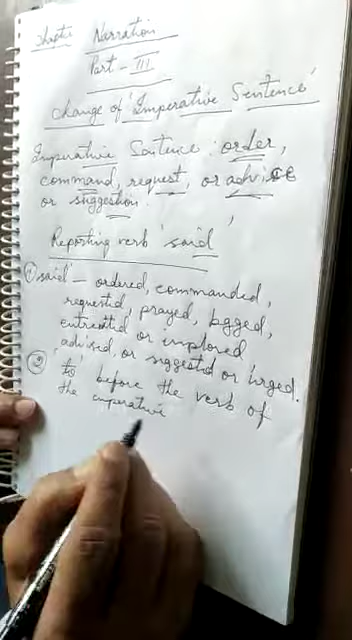 Chapter Narration
Part - III
Change of 'Imperative Sentence'
Imperative Sentence : order,
command, request, or advice
or suggestion.
Reporting verb 'said'
① said - ordered, commanded,
requested, prayed, begged,
entreated or implored
advised, or suggested or urged.
② 'to' before the verb of
the imperative